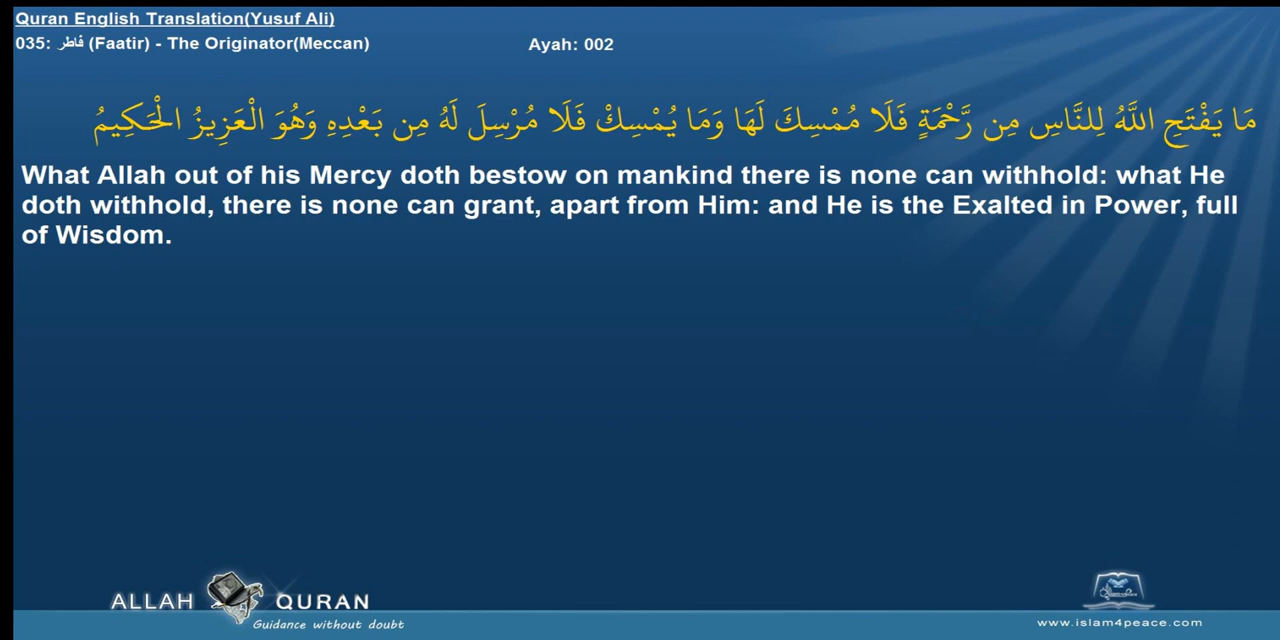 Quran English Translation(Yusuf Ali)
035: فاطر (Faatir) - The Originator(Meccan) Ayah: 002
مَا يَفْتَحِ اللَّهُ لِلنَّاسِ مِن رَّحْمَةٍ فَلَا مُمْسِكَ لَهَا وَمَا يُمْسِكْ فَلَا مُرْسِلَ لَهُ مِن بَعْدِهِ وَهُوَ الْعَزِيزُ الْحَكِيمُ
What Allah out of his Mercy doth bestow on mankind there is none can withhold: what He
doth withhold, there is none can grant, apart from Him: and He is the Exalted in Power, full
of Wisdom.
ALLAH QURAN
Guidance without doubt
www.islam4peace.com